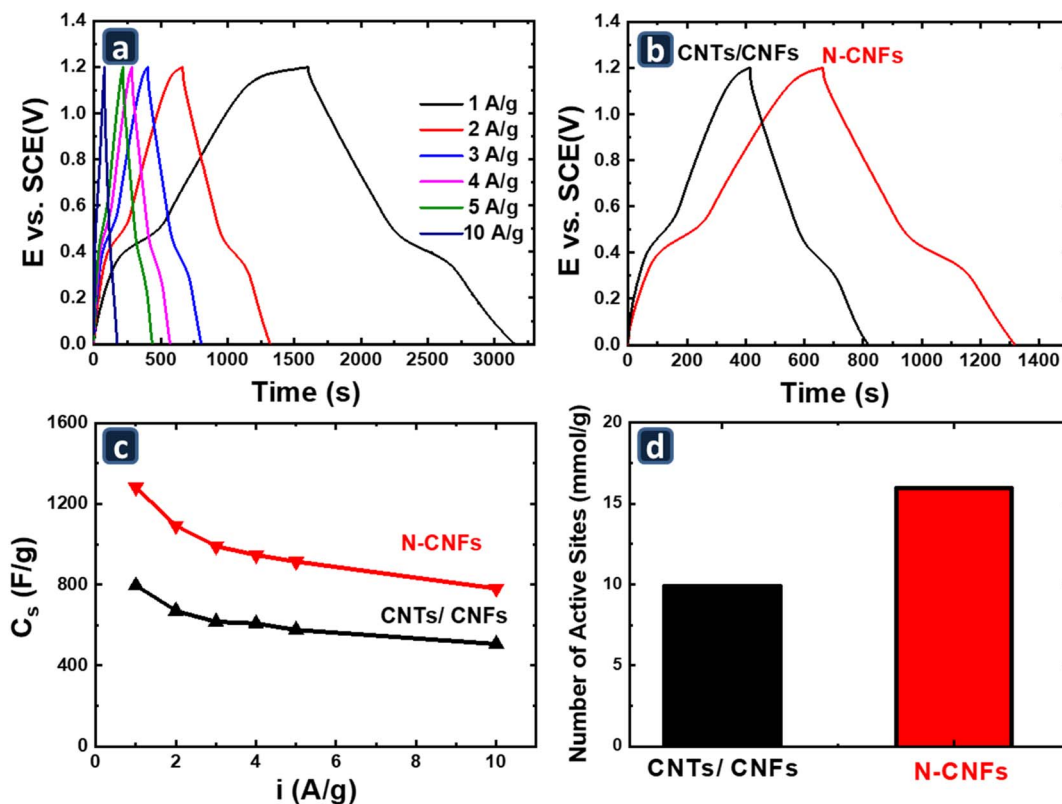 a
1.4
1.2
1.0
0.8
0.6
0.4
0.2
0.0
E vs. SCE(V)
0 500 1000 1500 2000 2500 3000
Time (s)
1 A/g
2 A/g
3 A/g
4 A/g
5 A/g
10 A/g
b
CNTs/CNFs
N-CNFs
1.4
1.2
1.0
0.8
0.6
0.4
0.2
0.0
E vs. SCE(V)
0 200 400 600 800 1000 1200 1400
Time (s)
c
1600
1200
800
400
0
Cs (F/g)
N-CNFs
CNTs/ CNFs
0 2 4 6 8 10
i (A/g)
d
20
15
10
5
0
Number of Active Sites (mmol/g)
CNTs/ CNFs
N-CNFs